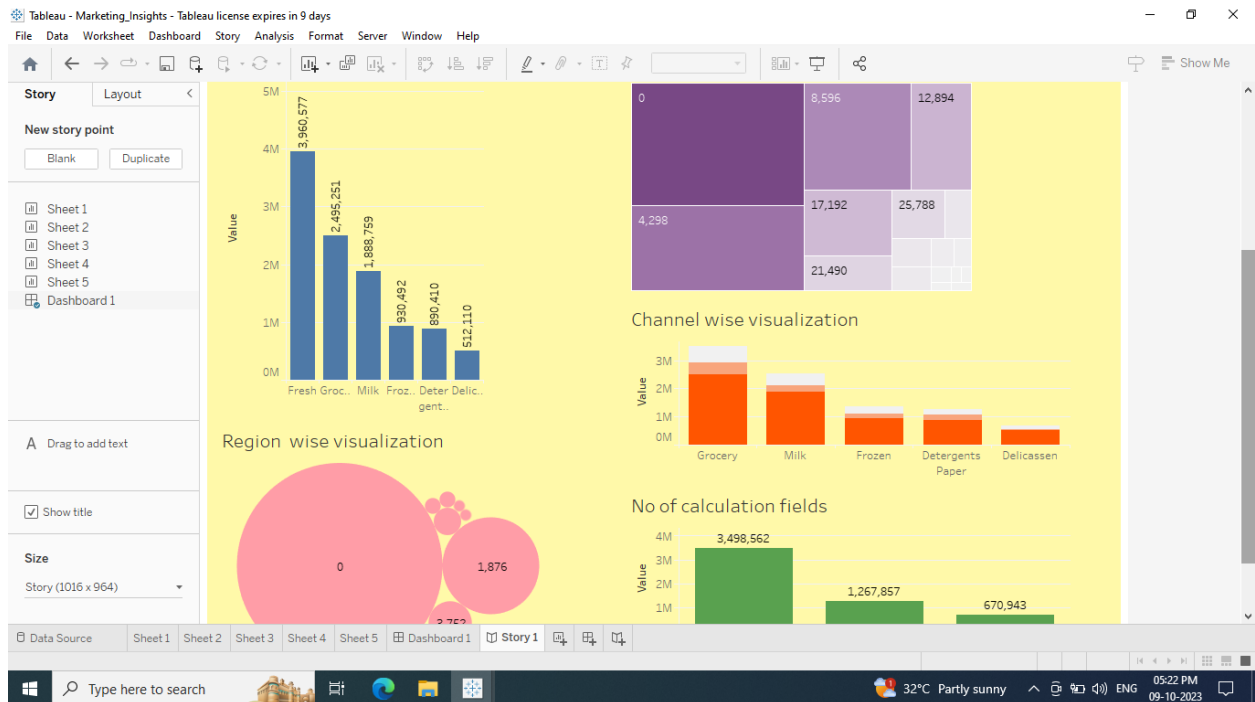 Tableau - Marketing_Insights - Tableau license expires in 9 days
File Data Worksheet Dashboard Story Analysis Format Server Window Help
Show Me
Story Layout
New story point
Blank Duplicate
Sheet 1
Sheet 2
Sheet 3
Sheet 4
Sheet 5
Dashboard 1
A Drag to add text
Show title
Size
Story (1016 x 964)
5M
4M
3M
2M
1M
0M
Value
3,960,577
2,495,251
1,888,759
930,492
890,410
512,110
Fresh Groc.. Milk Froz.. Deter Delic..
gent..
Region wise visualization
0
1,876
3,752
0
8,596
12,894
4,298
17,192
25,788
21,490
Channel wise visualization
3M
2M
1M
0M
Value
Grocery Milk Frozen Detergents Delicassen
Paper
No of calculation fields
4M
3M
2M
1M
Value
3,498,562
1,267,857
670,943
Data Source Sheet 1 Sheet 2 Sheet 3 Sheet 4 Sheet 5 Dashboard 1 Story 1
Type here to search
32°C Partly sunny
ENG
05:22 PM
09-10-2023